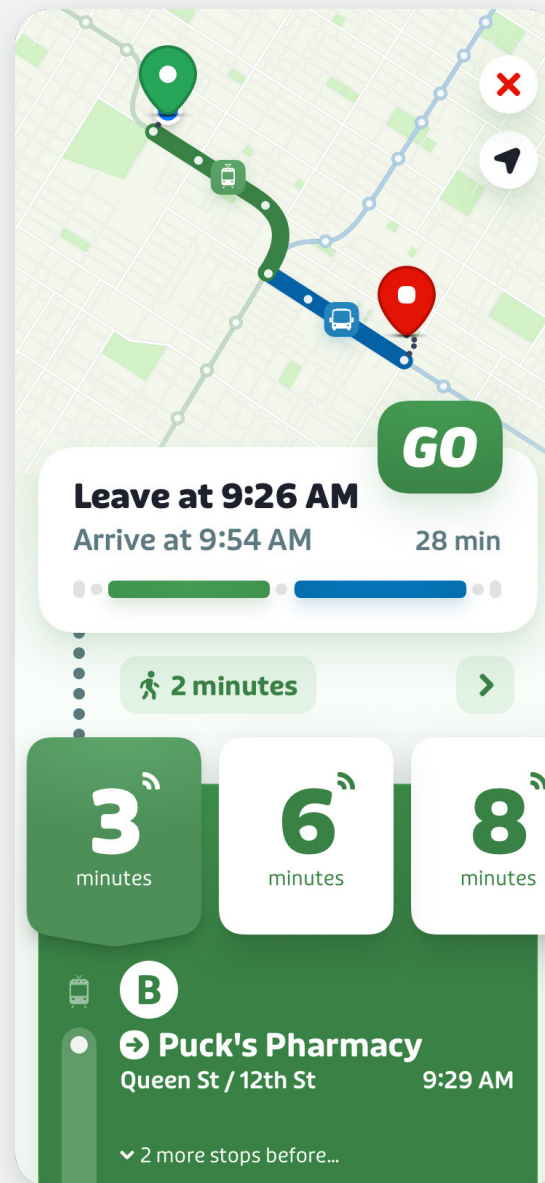 GO
Leave at 9:26 AM
Arrive at 9:54 AM 28 min
2 minutes
3 6 8
minutes minutes minutes
B
Puck's Pharmacy
Queen St / 12th St 9:29 AM
2 more stops before...